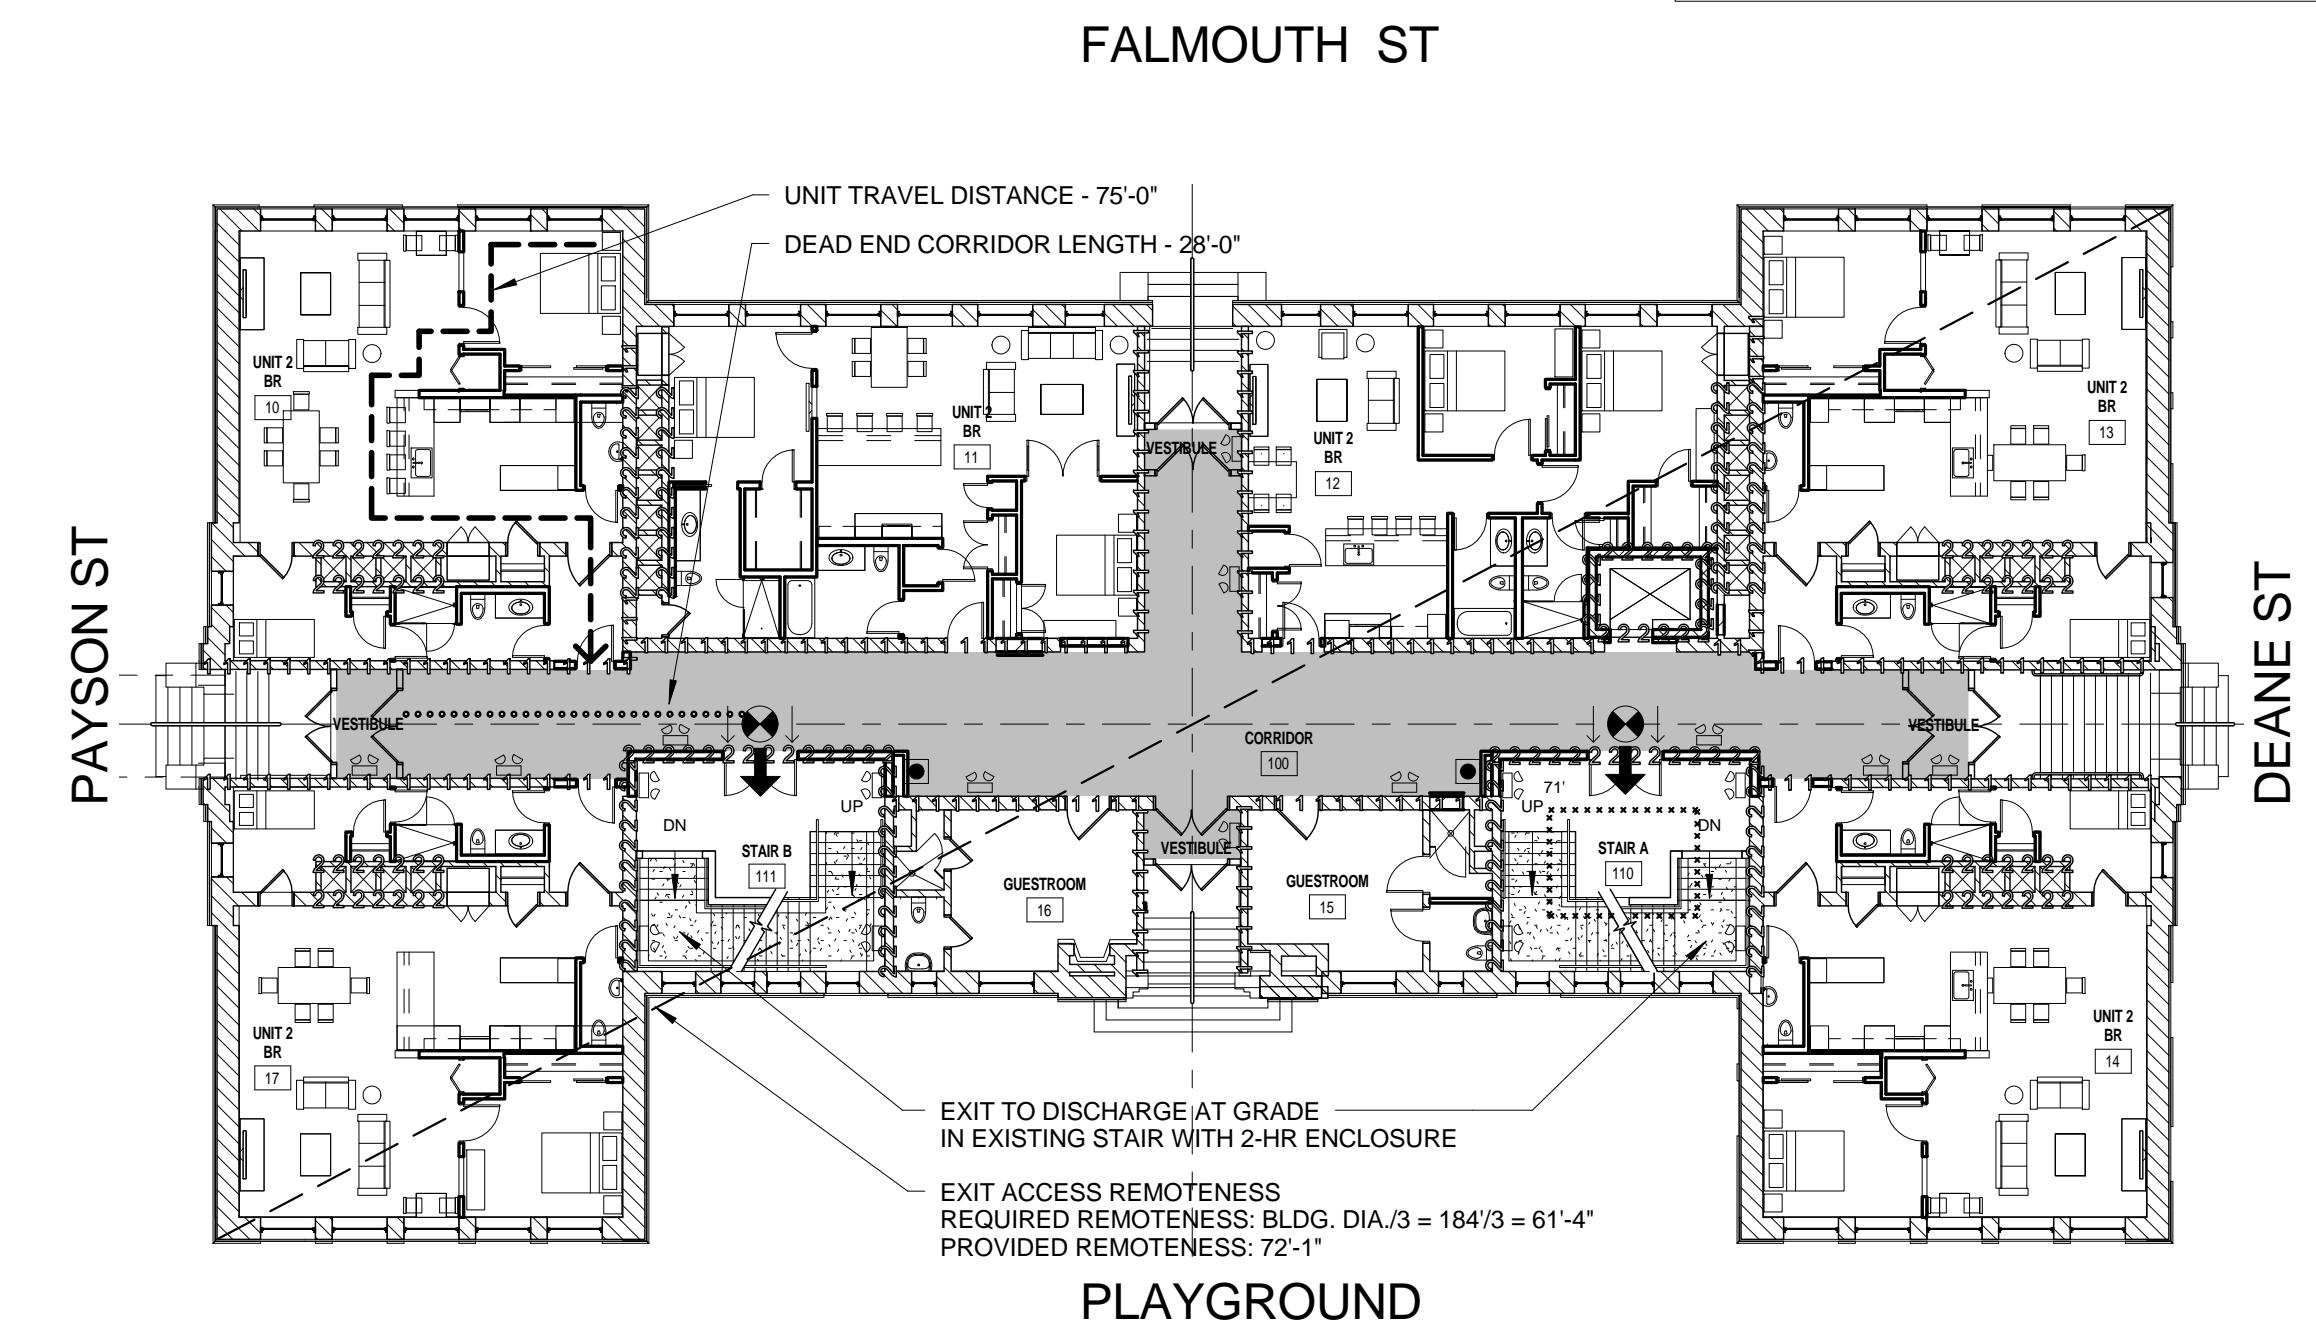 FALMOUTH ST
UNIT TRAVEL DISTANCE - 75'-0"
DEAD END CORRIDOR LENGTH - 28'-0"
UNIT 2
BR
10
UNIT 2
BR
11
VESTIBULE
UNIT 2
BR
12
UNIT 2
BR
13
PAYSON ST
DEANE ST
VESTIBULE
CORRIDOR
100
VESTIBULE
UP
DN
STAIR B
111
VESTIBULE
71'
UP
DN
STAIR A
110
GUESTROOM
16
GUESTROOM
15
UNIT 2
BR
17
UNIT 2
BR
14
EXIT TO DISCHARGE AT GRADE
IN EXISTING STAIR WITH 2-HR ENCLOSURE
EXIT ACCESS REMOTENESS
REQUIRED REMOTENESS: BLDG. DIA./3 = 184'/3 = 61'-4"
PROVIDED REMOTENESS: 72'-1"
PLAYGROUND